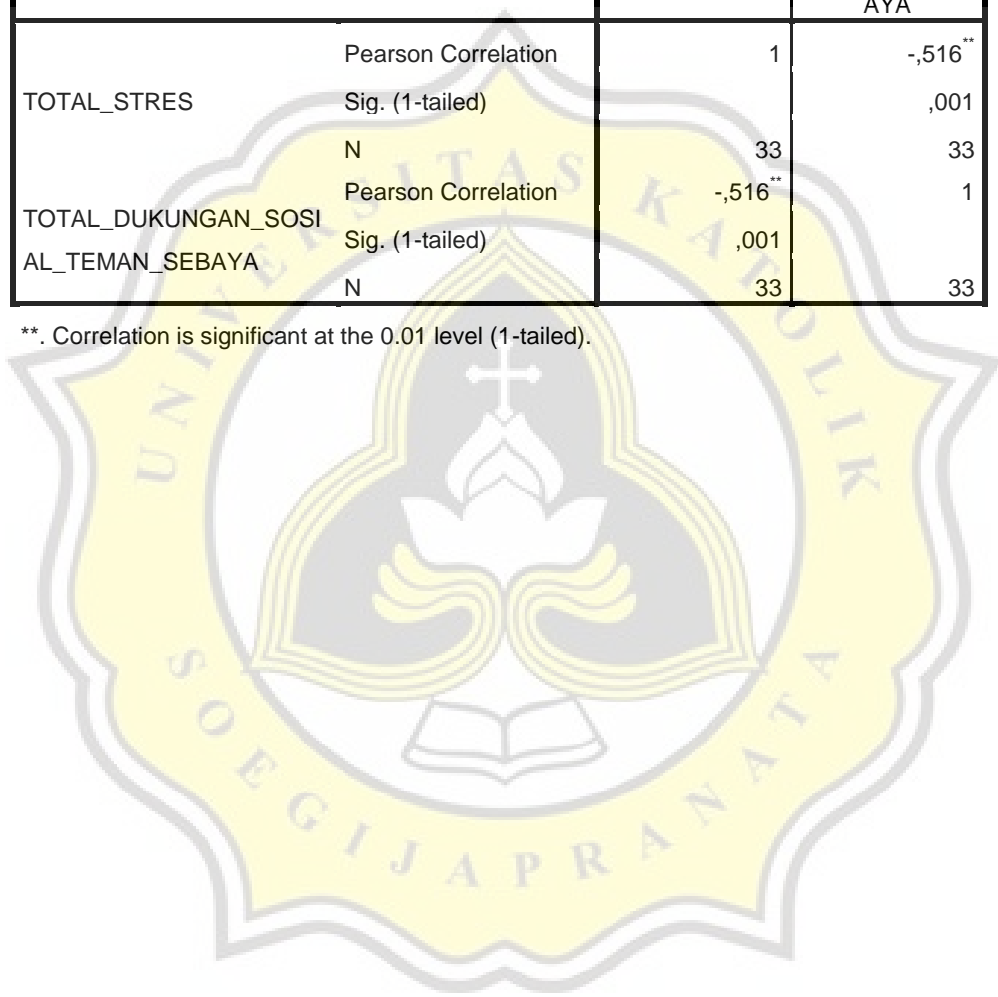 AYA
Pearson Correlation 1 -,516**
TOTAL_STRES Sig. (1-tailed) ,001
N 33 33
Pearson Correlation -,516** 1
TOTAL_DUKUNGAN_SOSI
AL_TEMAN_SEBAYA
Sig. (1-tailed) ,001
N 33 33
**. Correlation is significant at the 0.01 level (1-tailed).
UNIVERSITAS KATOLIK
SOEGIJAPRANATA